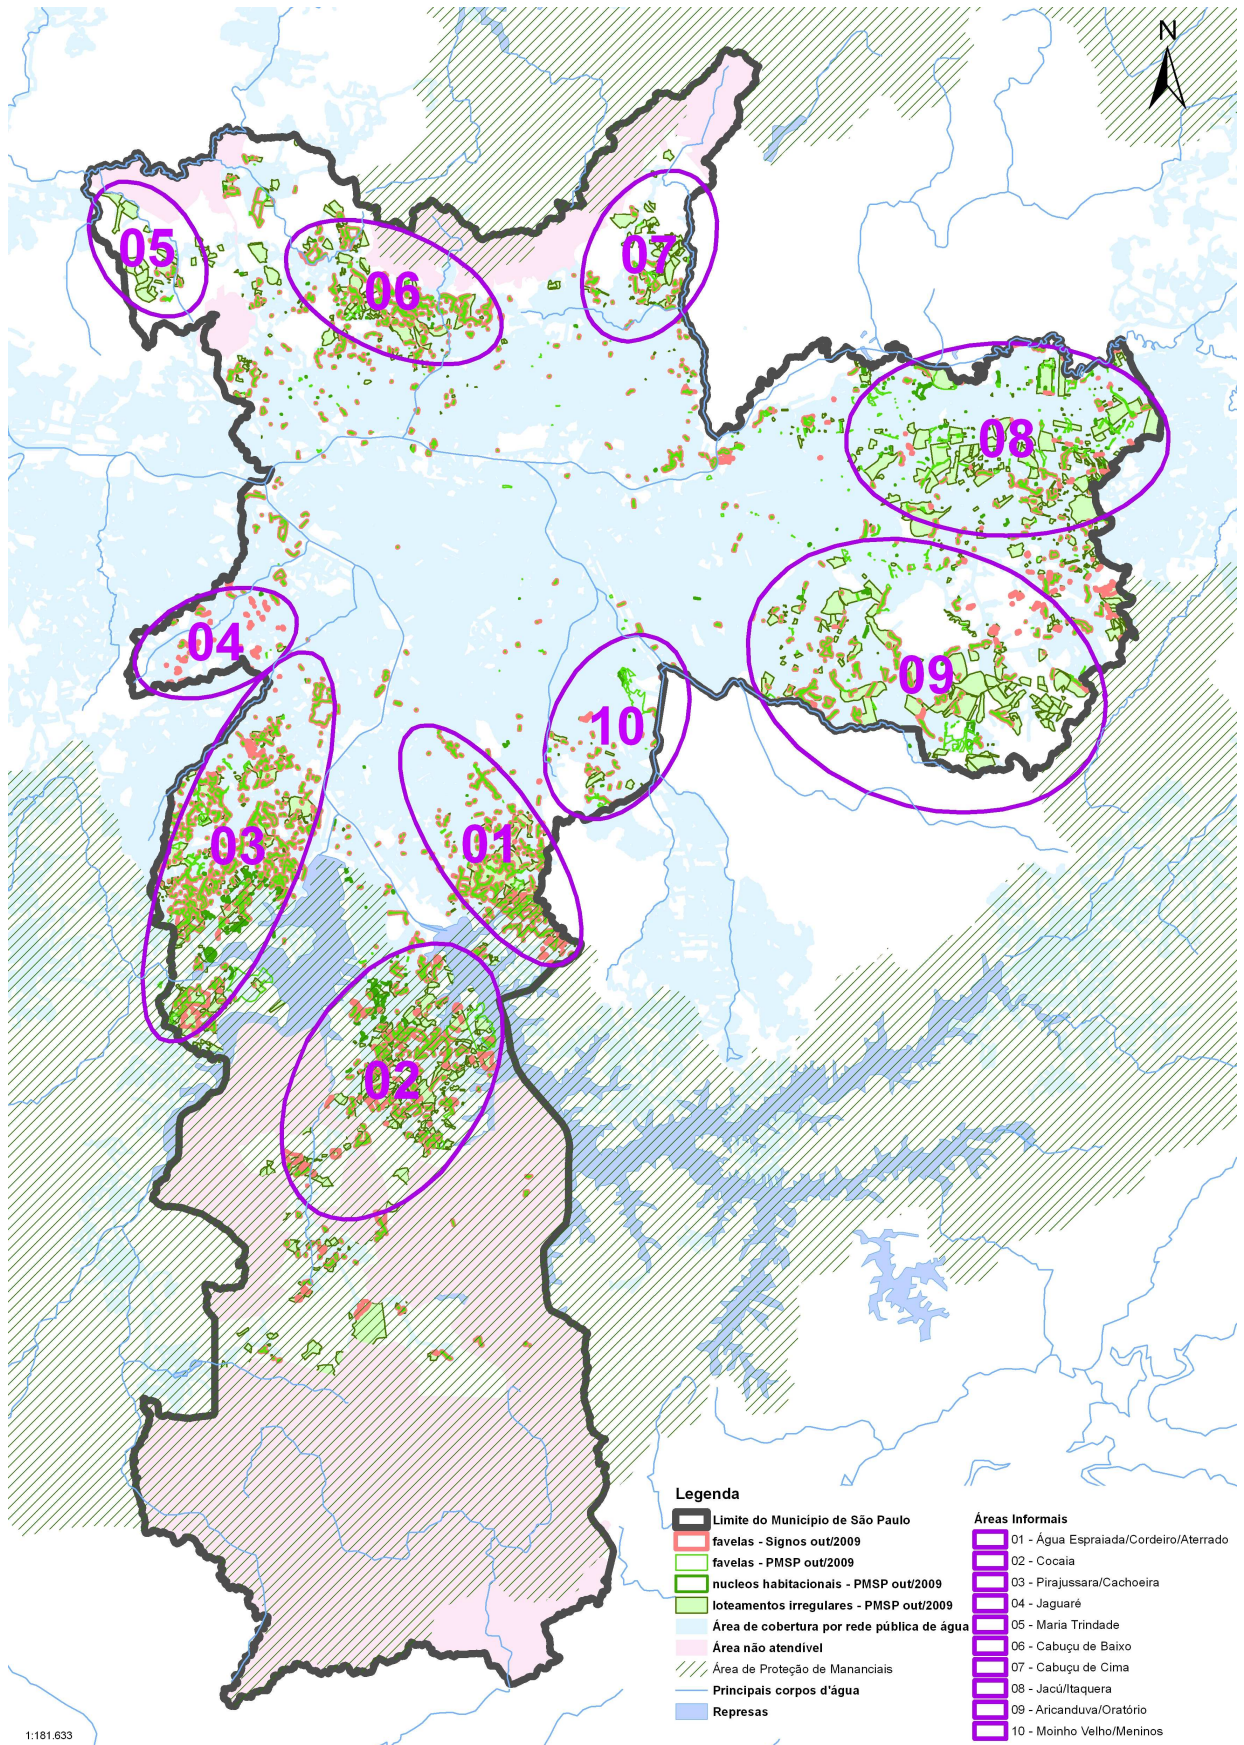 N
05
06
07
08
04
09
10
03
01
02
Legenda
Limite do Município de São Paulo
favelas - Signos out/2009
favelas - PMSP out/2009
nucleos habitacionais - PMSP out/2009
loteamentos irregulares - PMSP out/2009
Área de cobertura por rede pública de água
Área não atendivel
Área de Proteção de Mananciais
Principais corpos d'água
Represas
Áreas Informais
01 - Água Espraiada/Cordeiro/Aterrado
02 - Cocaia
03 - Pirajussara/Cachoeira
04 - Jaguaré
05 - Maria Trindade
06 - Cabuçu de Baixo
07 - Cabuçu de Cima
08 - Jacú/Itaquera
09 - Aricanduva/Oratório
10 - Moinho Velho/Meninos
1:181.633